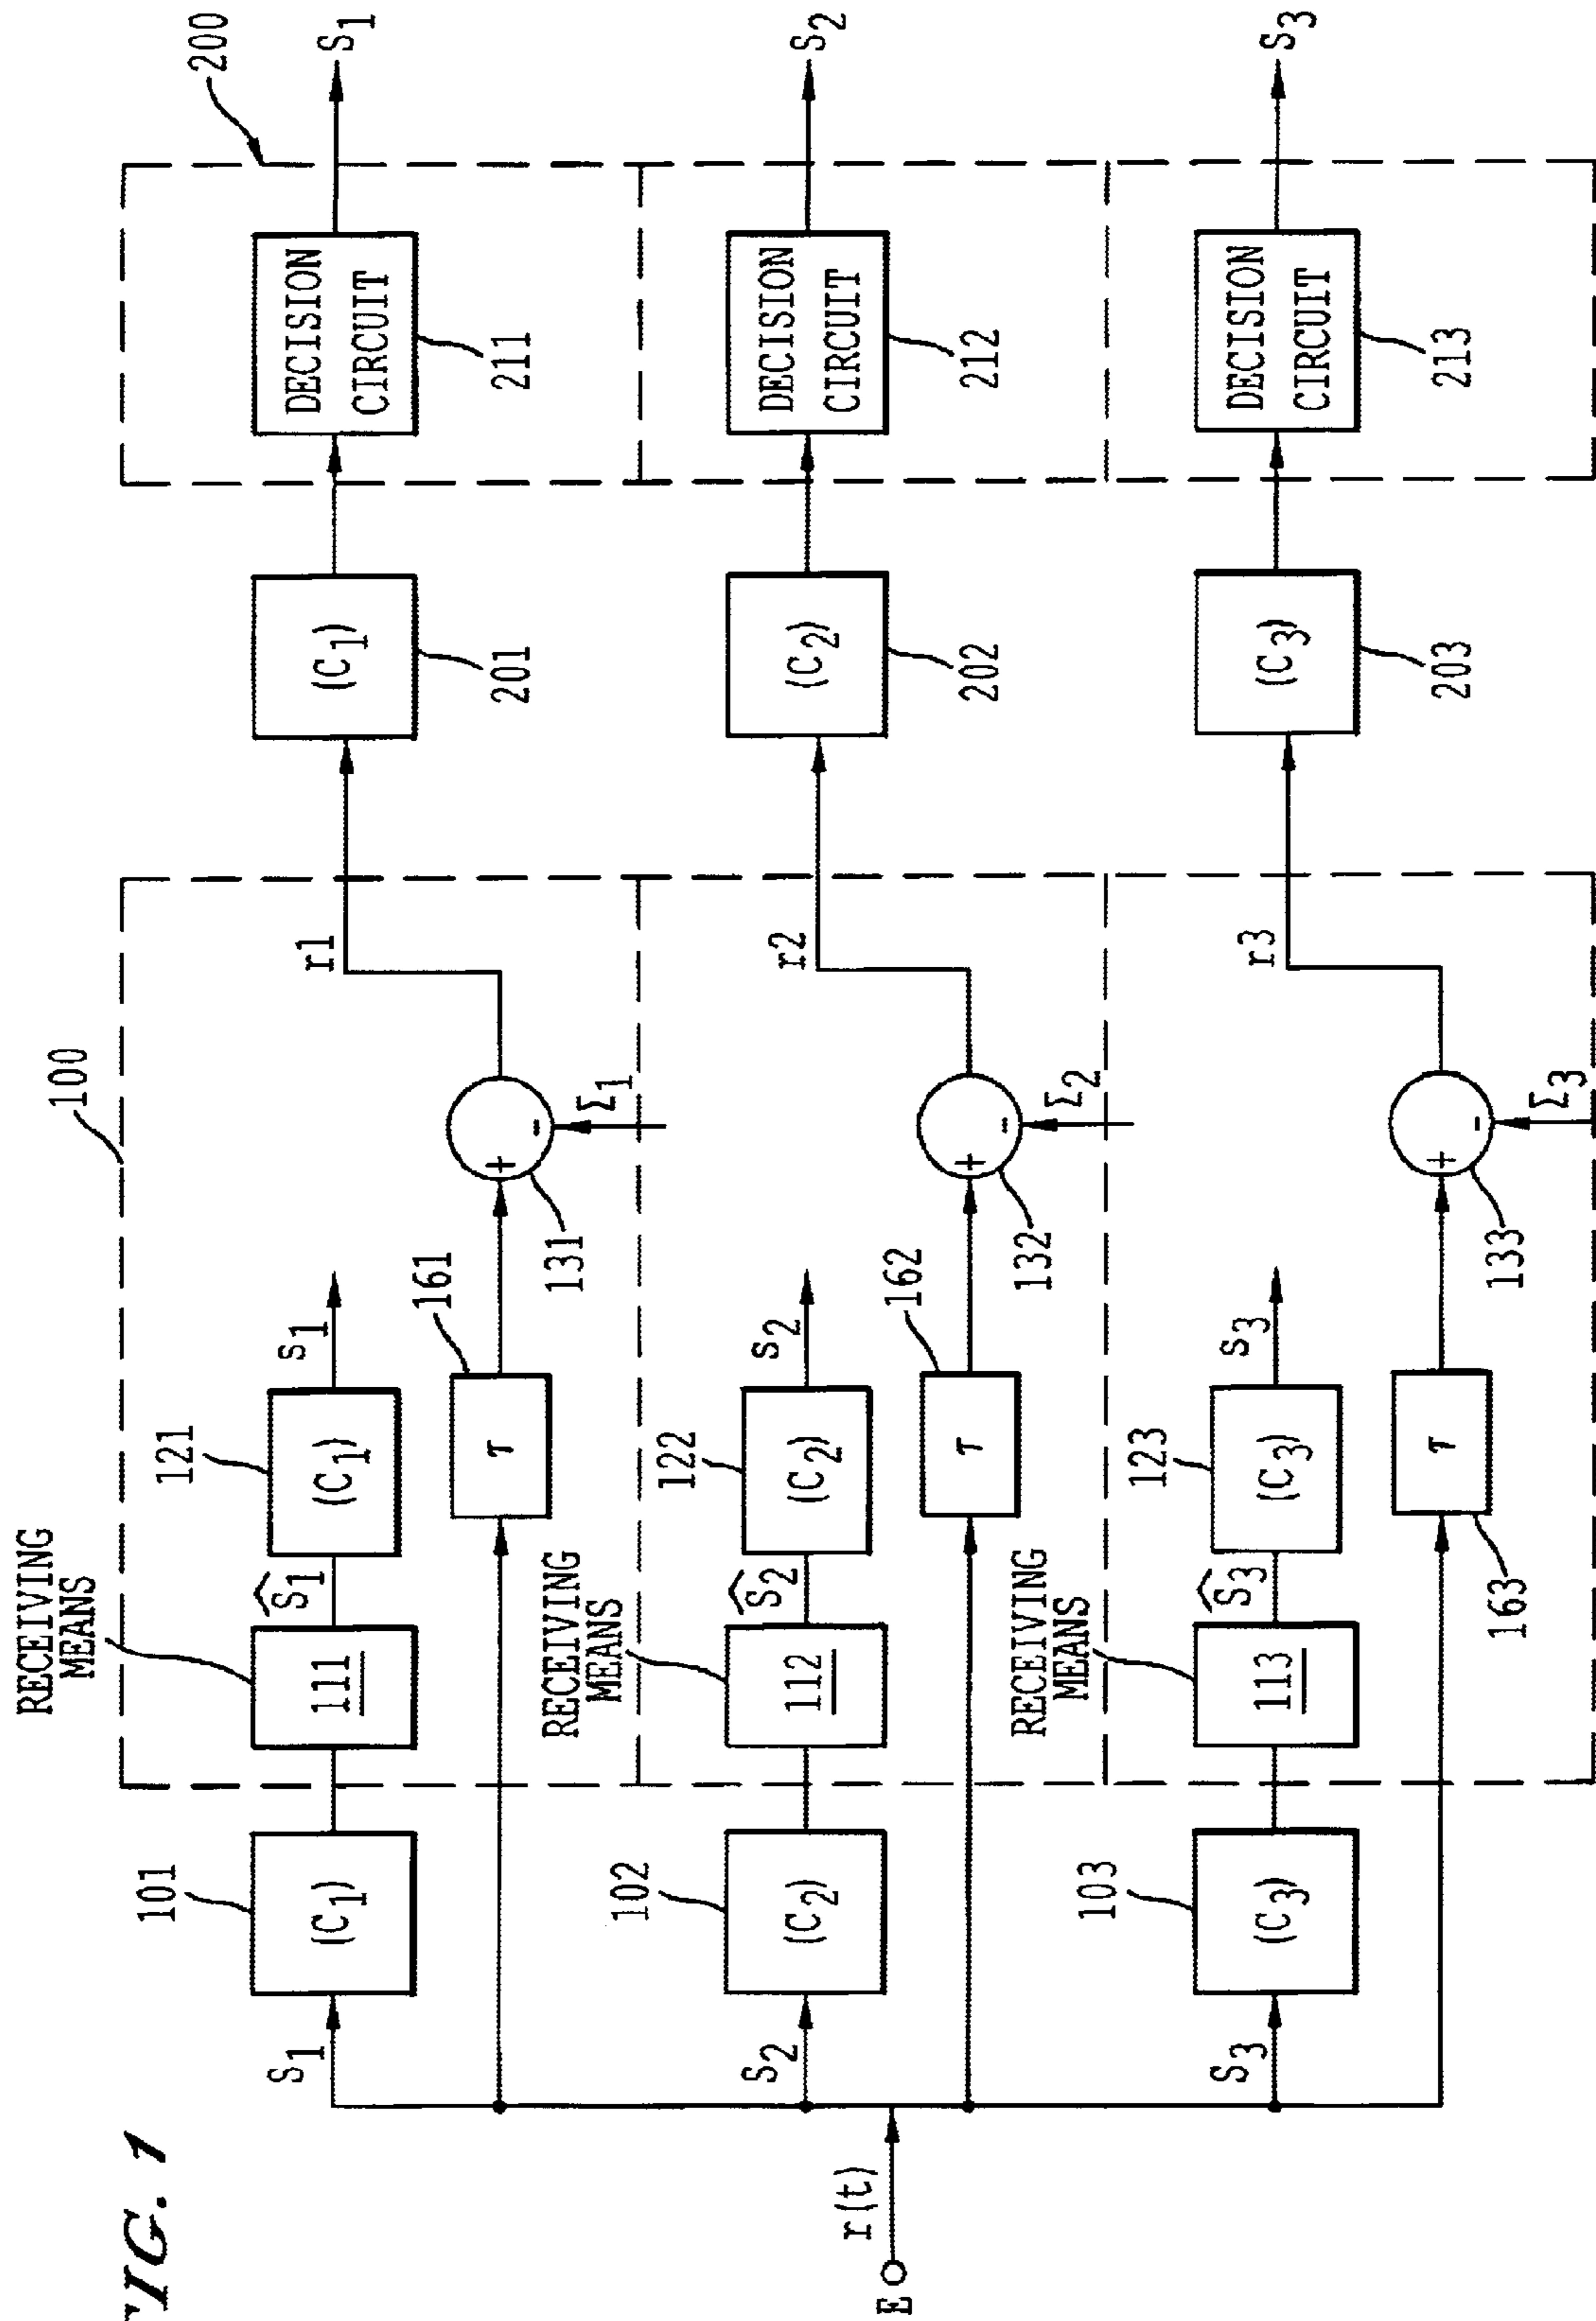 FIG. 1
E
r(t)
S1
101
(C1)
RECEIVING
MEANS
111
Ŝ1
121
(C1)
s1
100
161
τ
+
-
131
Σ1
r1
(C1)
201
200
DECISION
CIRCUIT
211
S1
S2
102
(C2)
RECEIVING
MEANS
112
Ŝ2
122
(C2)
s2
162
τ
+
-
132
Σ2
r2
(C2)
202
DECISION
CIRCUIT
212
S2
S3
103
(C3)
RECEIVING
MEANS
113
Ŝ3
123
(C3)
s3
163
τ
+
-
133
Σ3
r3
(C3)
203
DECISION
CIRCUIT
213
S3